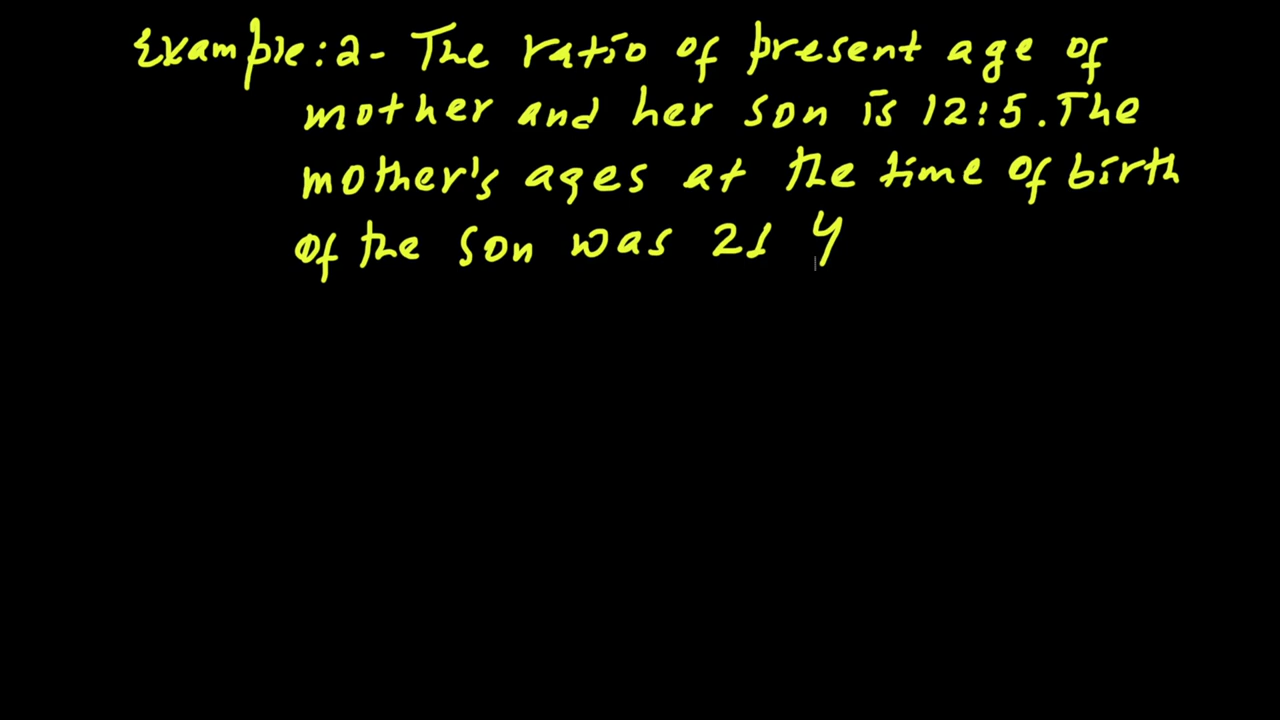 Example:2- The ratio of present age of
mother and her son is 12:5. The
mother's ages at the time of birth
of the son was 21 y